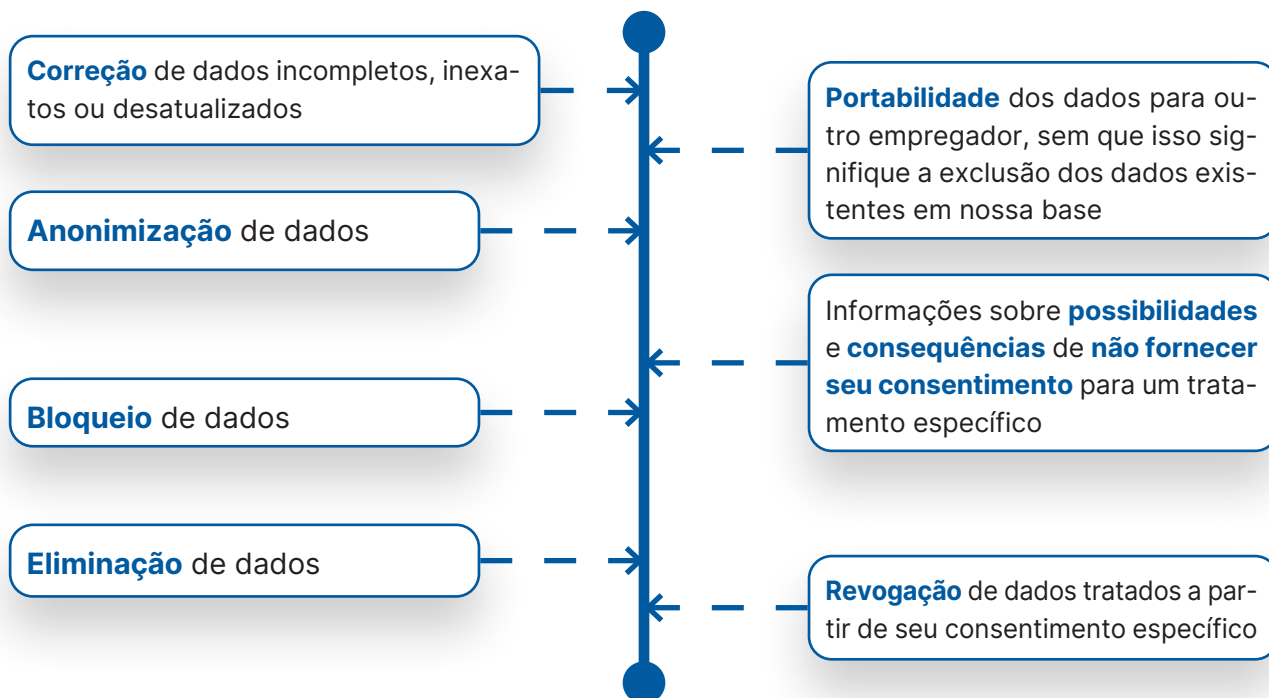 Correção de dados incompletos, inexa-
tos ou desatualizados
Anonimização de dados
Bloqueio de dados
Eliminação de dados
Portabilidade dos dados para ou-
tro empregador, sem que isso sig-
nifique a exclusão dos dados exis-
tentes em nossa base
Informações sobre possibilidades
e consequências de não fornecer
seu consentimento para um trata-
mento específico
Revogação de dados tratados a par-
tir de seu consentimento específico